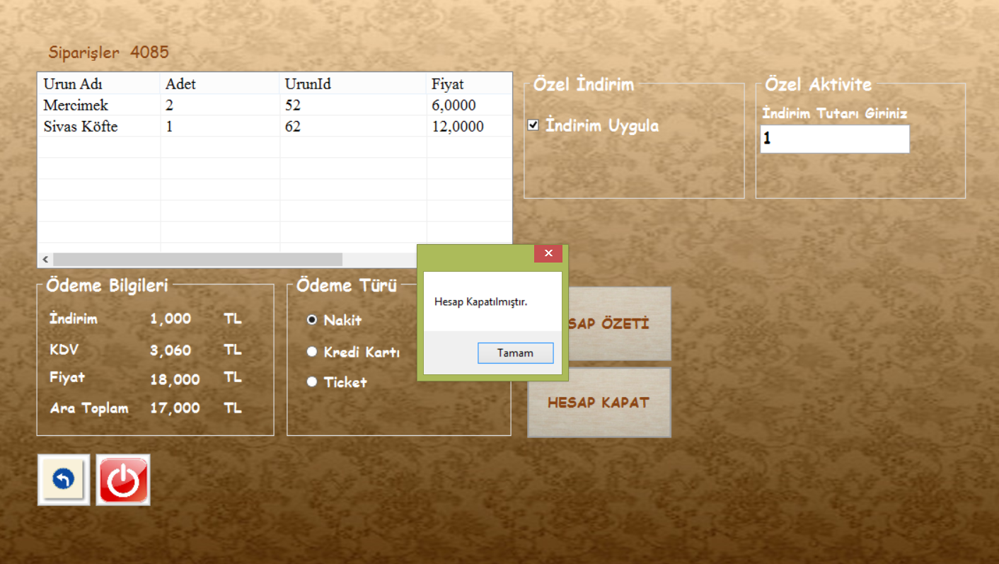 Siparişler 4085
Urun Adı Adet UrunId Fiyat
Mercimek 2 52 6,0000
Sivas Köfte 1 62 12,0000
Özel İndirim
İndirim Uygula
Özel Aktivite
İndirim Tutarı Giriniz
1
Ödeme Bilgileri
İndirim 1,000 TL
KDV 3,060 TL
Fiyat 18,000 TL
Ara Toplam 17,000 TL
Ödeme Türü
Nakit
Kredi Kartı
Ticket
Hesap Kapatılmıştır.
Tamam
SAP ÖZETİ
HESAP KAPAT